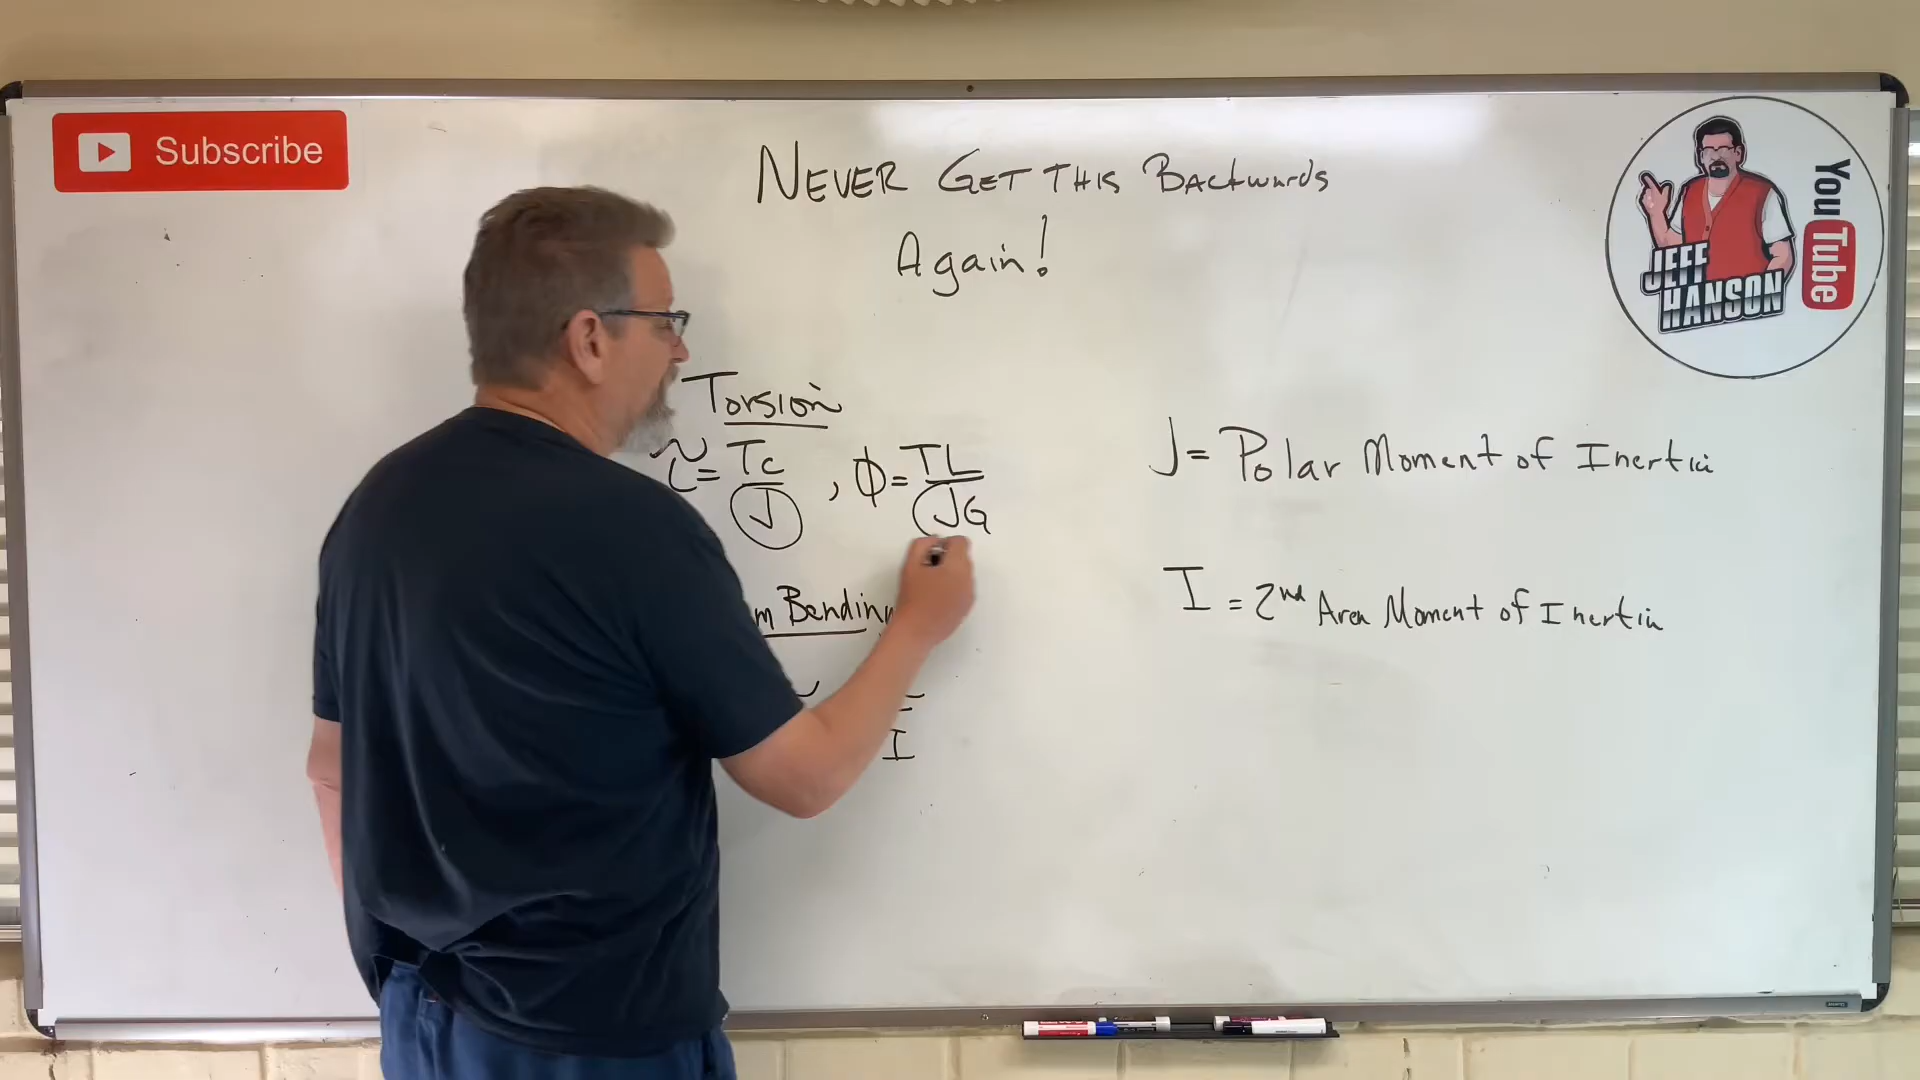 Subscribe
NEVER GET THIS Backwards
Again!
YouTube
JEFF
HANSON
Torsion
τ = Tc / J , ϕ = TL / JG
J = Polar Moment of Inertia
m Bending
I = 2nd Area Moment of Inertia
I